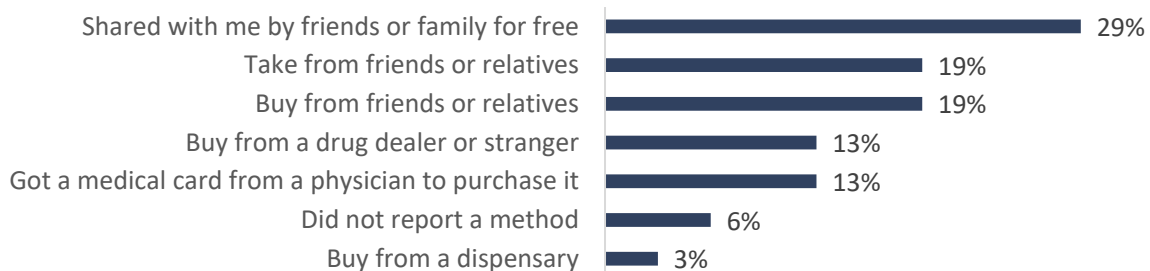 Shared with me by friends or family for free 29%
Take from friends or relatives 19%
Buy from friends or relatives 19%
Buy from a drug dealer or stranger 13%
Got a medical card from a physician to purchase it 13%
Did not report a method 6%
Buy from a dispensary 3%